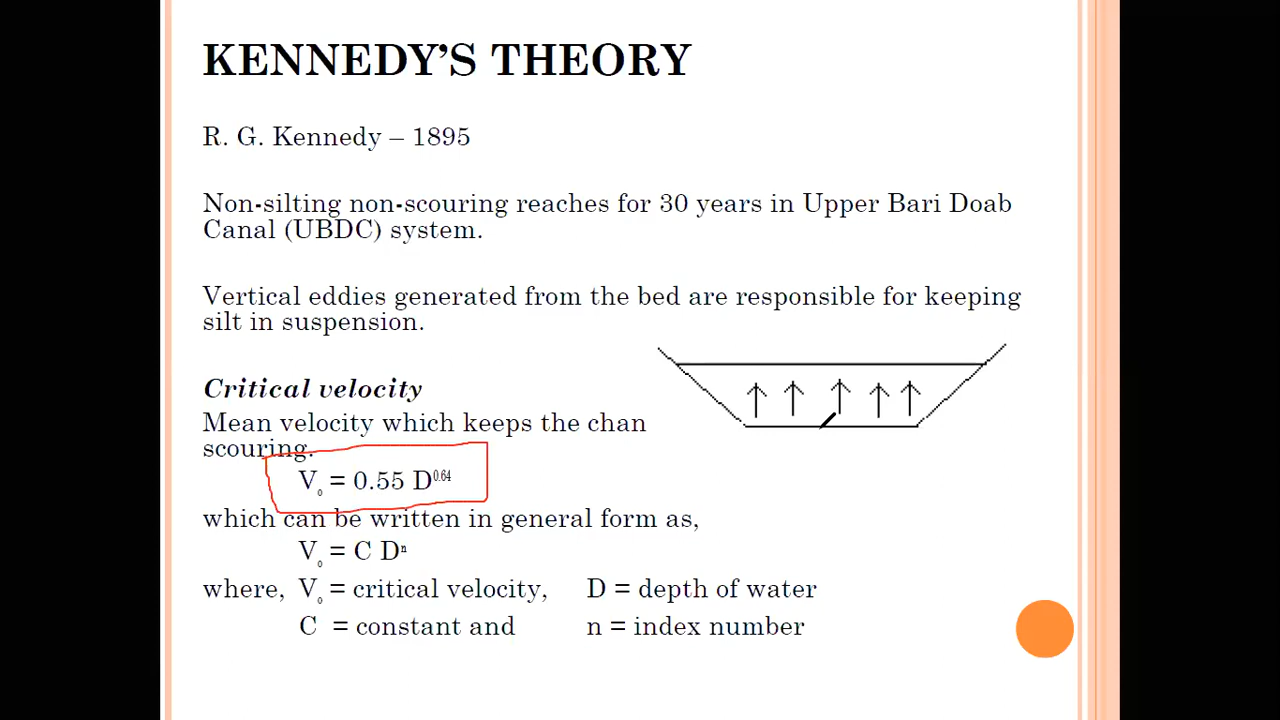 KENNEDY'S THEORY
R. G. Kennedy – 1895
Non-silting non-scouring reaches for 30 years in Upper Bari Doab
Canal (UBDC) system.
Vertical eddies generated from the bed are responsible for keeping
silt in suspension.
Critical velocity
Mean velocity which keeps the chan
scouring.
V₀ = 0.55 D^0.64
which can be written in general form as,
V₀ = C Dⁿ
where, V₀ = critical velocity, D = depth of water
C = constant and n = index number